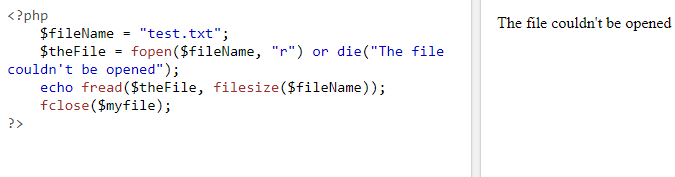 <?php
$fileName = "test.txt";
$theFile = fopen($fileName, "r") or die("The file
couldn't be opened");
echo fread($theFile, filesize($fileName));
fclose($myfile);
?>
The file couldn't be opened